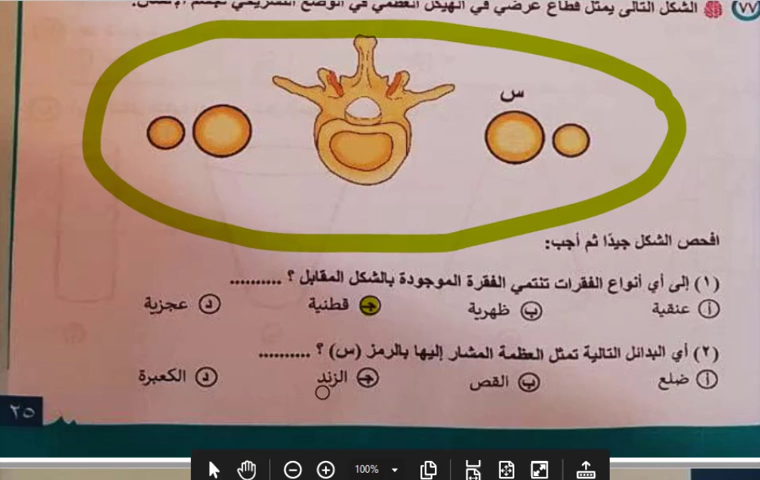 ٧٧ الشكل التالى يمثل قطاع عرضي في الهيكل العظمي في الوضع التشريحي لجسم الإنسان.
س
افحص الشكل جيدًا ثم أجب:
(١) إلى أي أنواع الفقرات تنتمي الفقرة الموجودة بالشكل المقابل ؟ ..........
أ عنقية ب ظهرية ج قطنية د عجزية
(٢) أي البدائل التالية تمثل العظمة المشار إليها بالرمز (س) ؟ ..........
أ ضلع ب القص ج الزند د الكعبرة
٢٥
100%